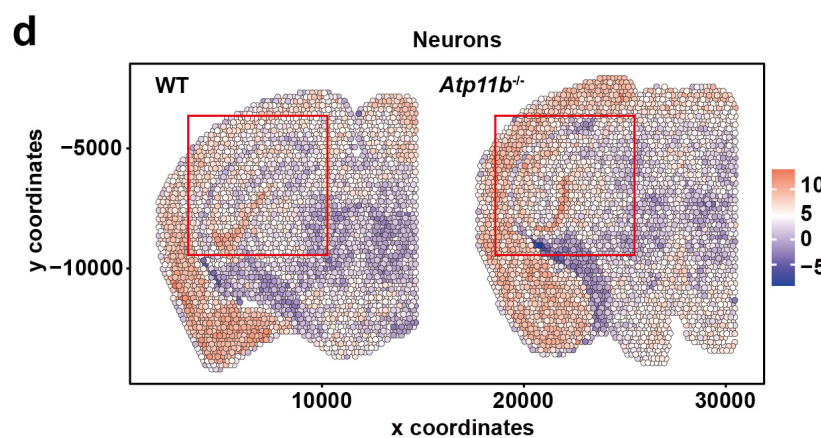 d
Neurons
WT
Atp11b-/-
y coordinates
−5000
−10000
10
5
0
−5
10000
20000
30000
x coordinates